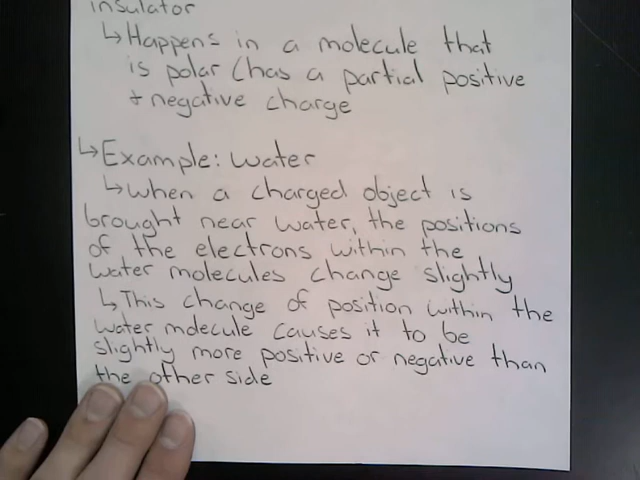 insulator
↳ Happens in a molecule that
is polar (has a partial positive
+ negative charge
↳ Example: Water
↳ When a charged object is
brought near water, the positions
of the electrons within the
water molecules change slightly
↳ This change of position within the
water molecule causes it to be
slightly more positive or negative than
the other side